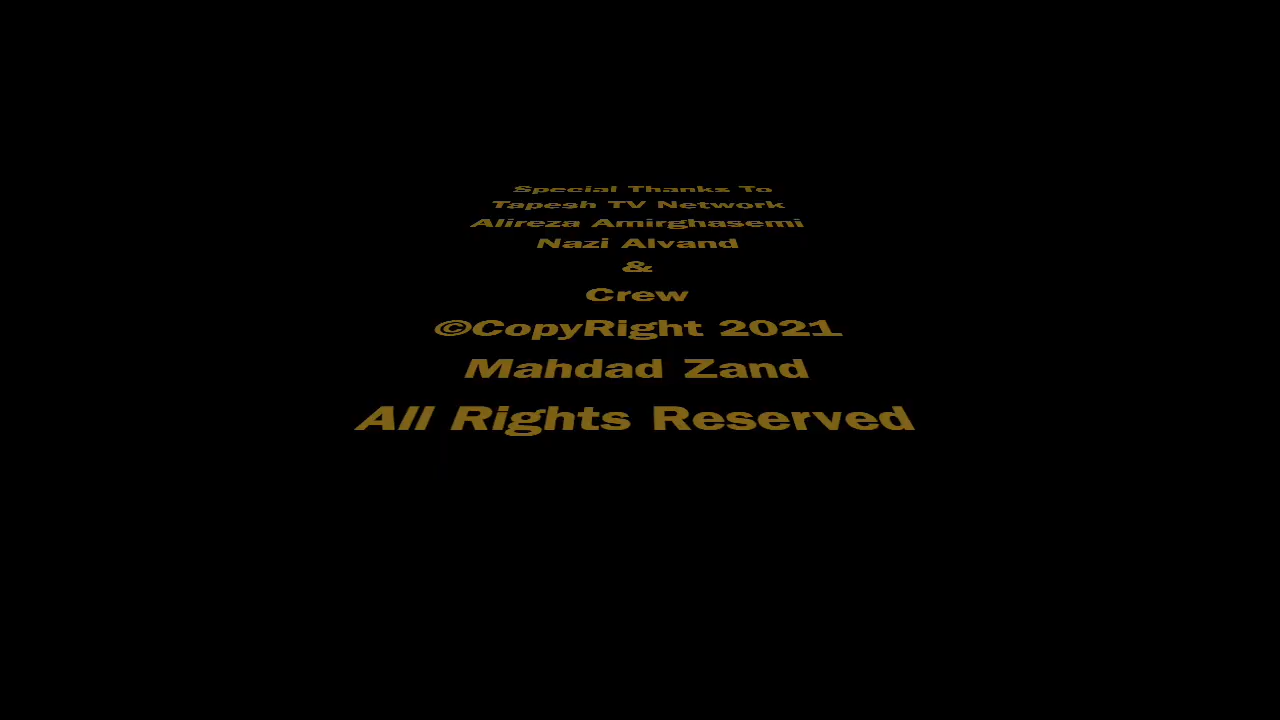 Special Thanks To
Tapesh TV Network
Alireza Amirghasemi
Nazi Alvand
&
Crew
©CopyRight 2021
Mahdad Zand
All Rights Reserved